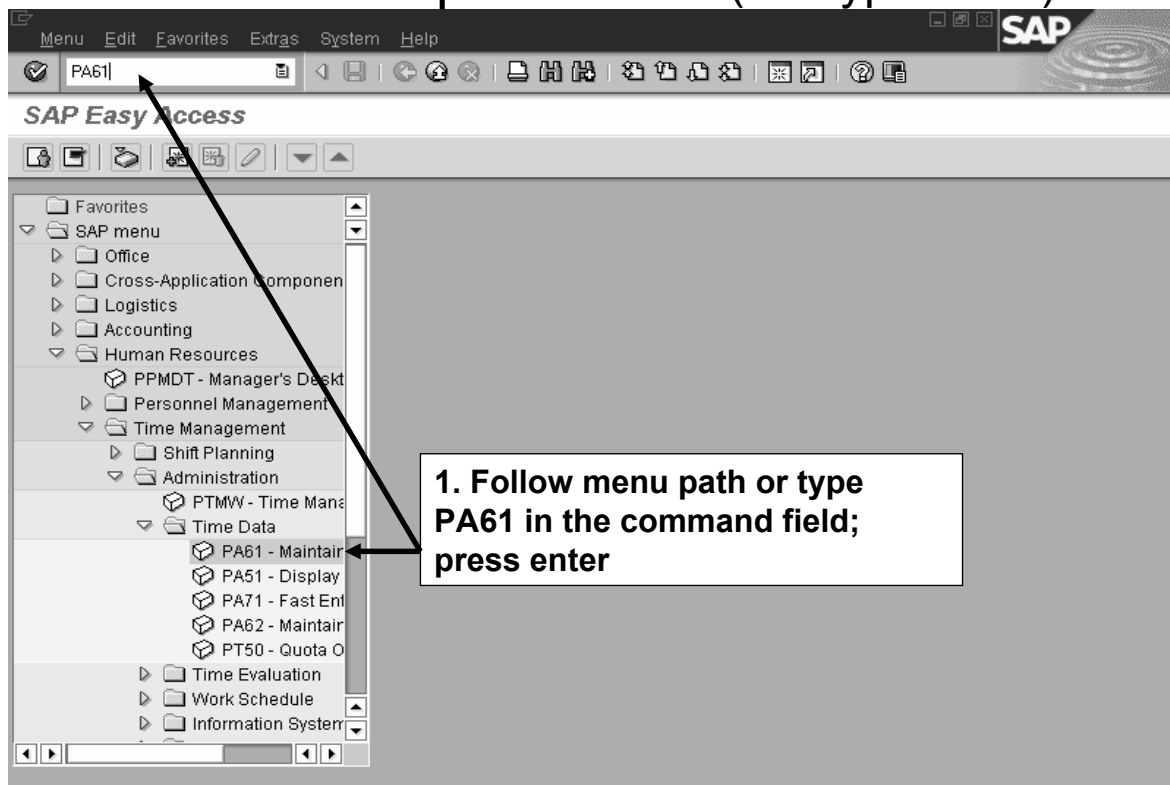 Menu Edit Favorites Extras System Help
SAP
PA61
SAP Easy Access
Favorites
SAP menu
Office
Cross-Application Componen
Logistics
Accounting
Human Resources
PPMDT - Manager's Deskt
Personnel Management
Time Management
Shift Planning
Administration
PTMW - Time Mana
Time Data
PA61 - Maintain
PA51 - Display
PA71 - Fast Ent
PA62 - Maintain
PT50 - Quota O
Time Evaluation
Work Schedule
Information System
1. Follow menu path or type
PA61 in the command field;
press enter